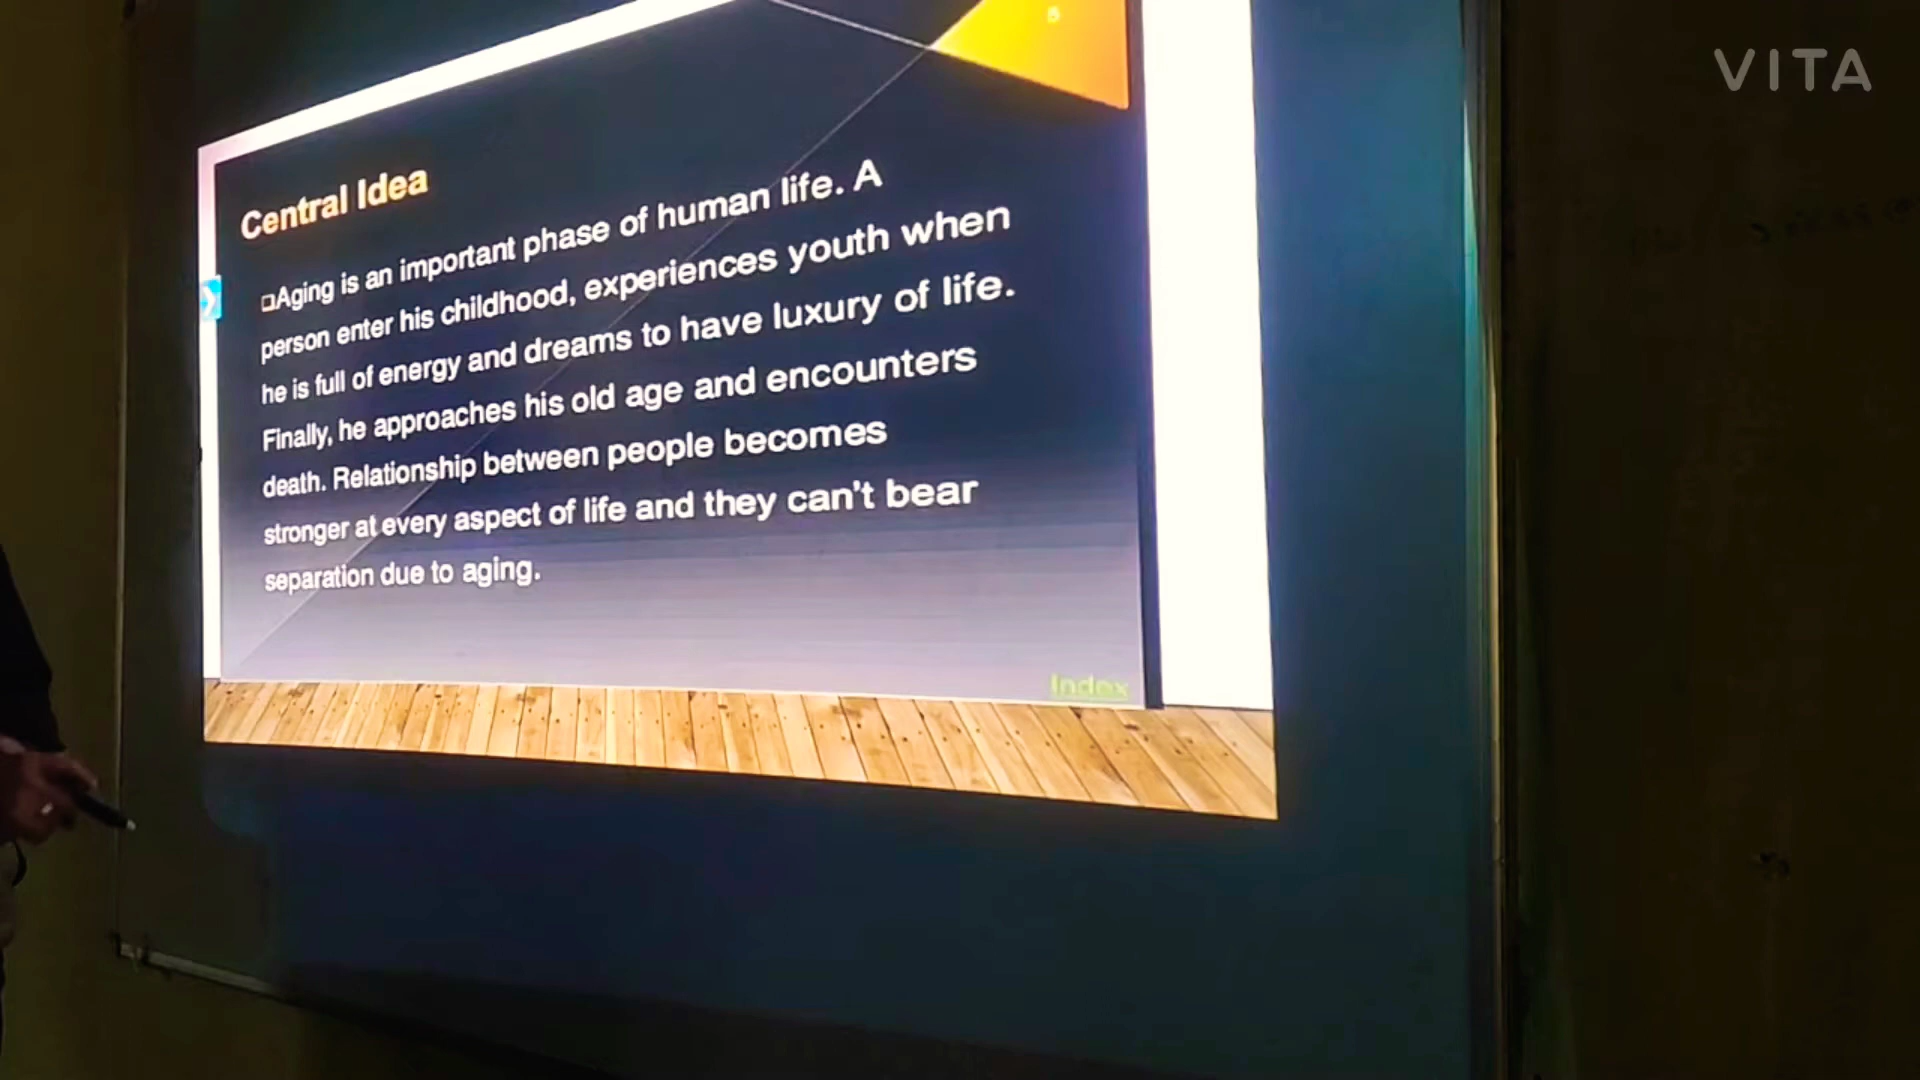 VITA
Central Idea
❑Aging is an important phase of human life. A
person enter his childhood, experiences youth when
he is full of energy and dreams to have luxury of life.
Finally, he approaches his old age and encounters
death. Relationship between people becomes
stronger at every aspect of life and they can't bear
separation due to aging.
Index